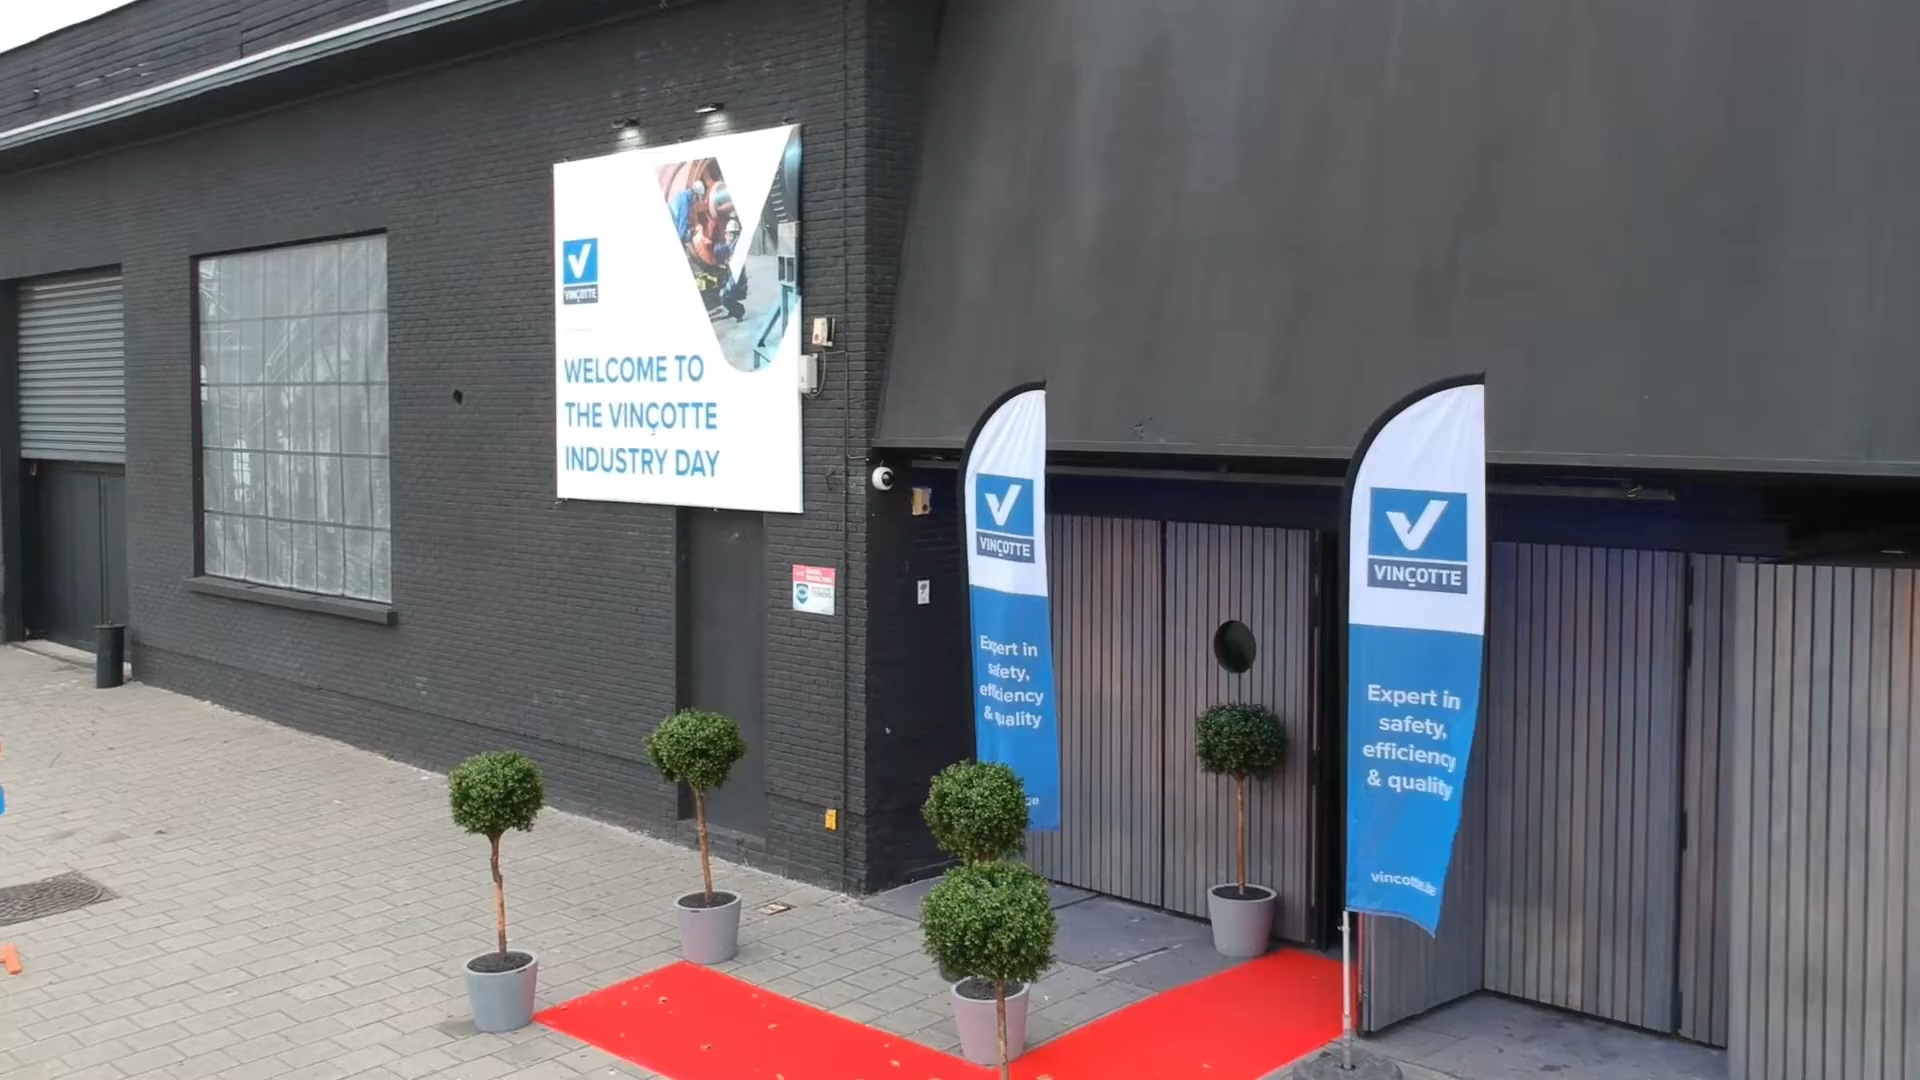 VINÇOTTE
WELCOME TO
THE VINÇOTTE
INDUSTRY DAY
VINÇOTTE
Expert in
safety,
efficiency
& quality
VINÇOTTE
Expert in
safety,
efficiency
& quality
vincotte.be